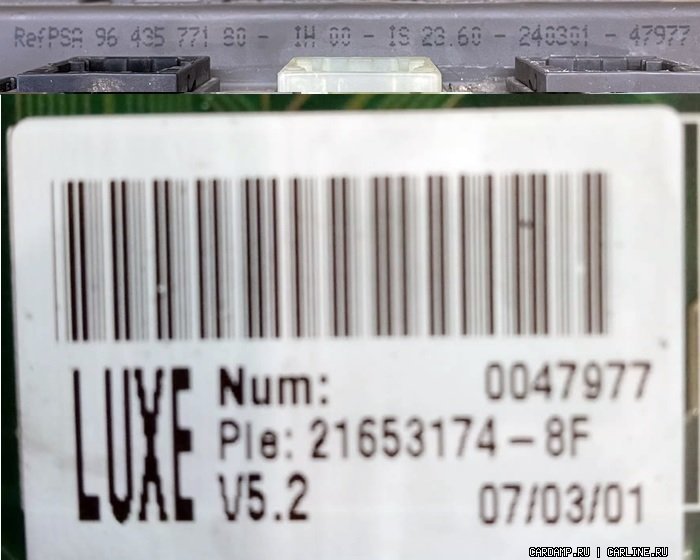 RefPSA 96 435 771 80 - IH 00 - IS 23.60 - 240301 - 47977
LUXE
Num: 0047977
Ple: 21653174-8F
V5.2 07/03/01
CARDAMP.RU | CARLINE.RU